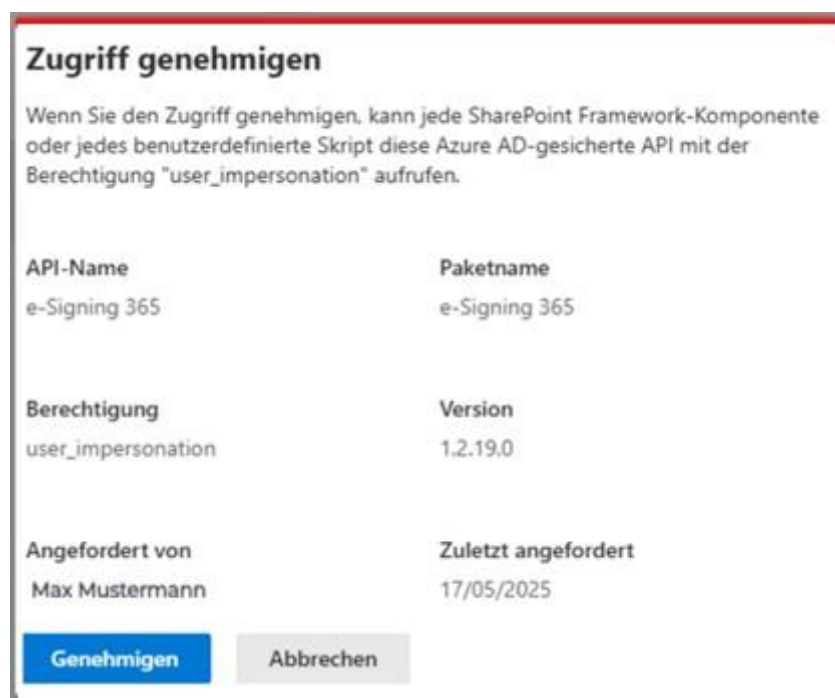 Zugriff genehmigen
Wenn Sie den Zugriff genehmigen, kann jede SharePoint Framework-Komponente
oder jedes benutzerdefinierte Skript diese Azure AD-gesicherte API mit der
Berechtigung "user_impersonation" aufrufen.
API-Name
Paketname
e-Signing 365
e-Signing 365
Berechtigung
Version
user_impersonation
1.2.19.0
Angefordert von
Zuletzt angefordert
Max Mustermann
17/05/2025
Genehmigen
Abbrechen